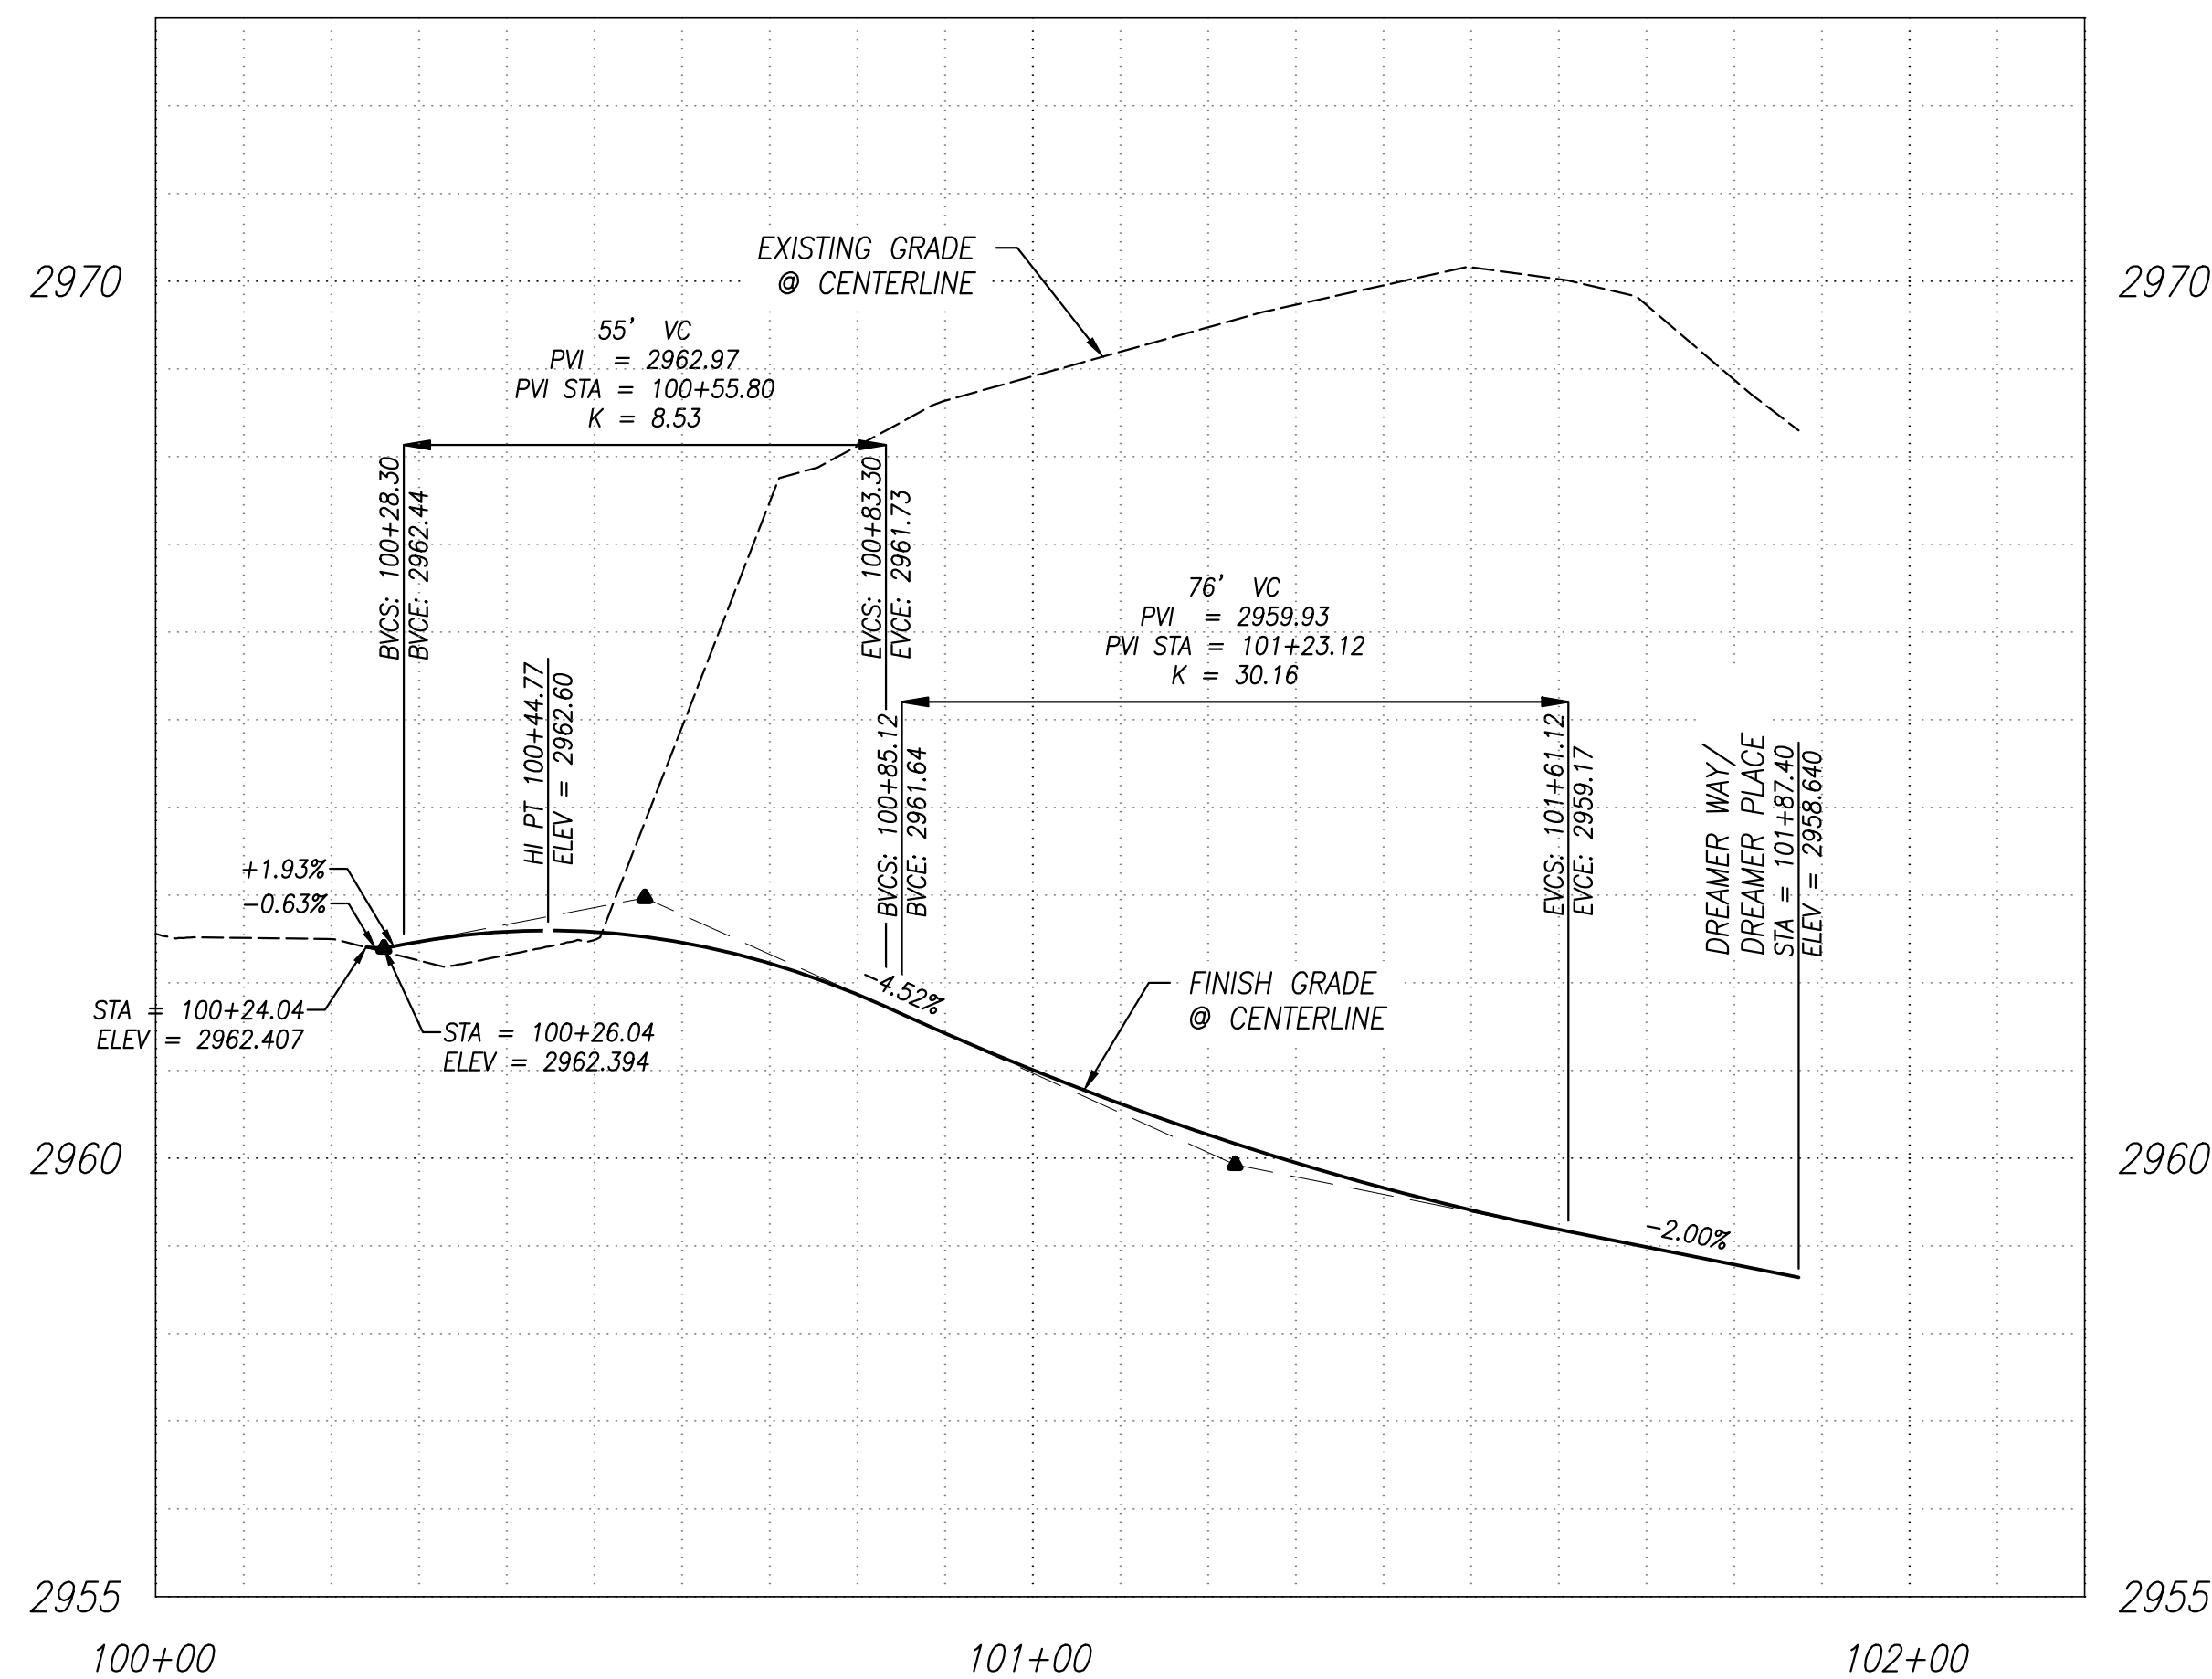 EXISTING GRADE
@ CENTERLINE
2970
2970
55' VC
PVI = 2962.97
PVI STA = 100+55.80
K = 8.53
BVCS: 100+28.30
BVCE: 2962.44
EVCS: 100+83.30
EVCE: 2961.73
76' VC
PVI = 2959.93
PVI STA = 101+23.12
K = 30.16
HI PT 100+44.77
ELEV = 2962.60
BVCS: 100+85.12
BVCE: 2961.64
EVCS: 101+61.12
EVCE: 2959.17
DREAMER WAY/
DREAMER PLACE
STA = 101+87.40
ELEV = 2958.640
+1.93%
-0.63%
STA = 100+24.04
ELEV = 2962.407
STA = 100+26.04
ELEV = 2962.394
-4.52%
FINISH GRADE
@ CENTERLINE
2960
2960
-2.00%
2955
2955
100+00
101+00
102+00